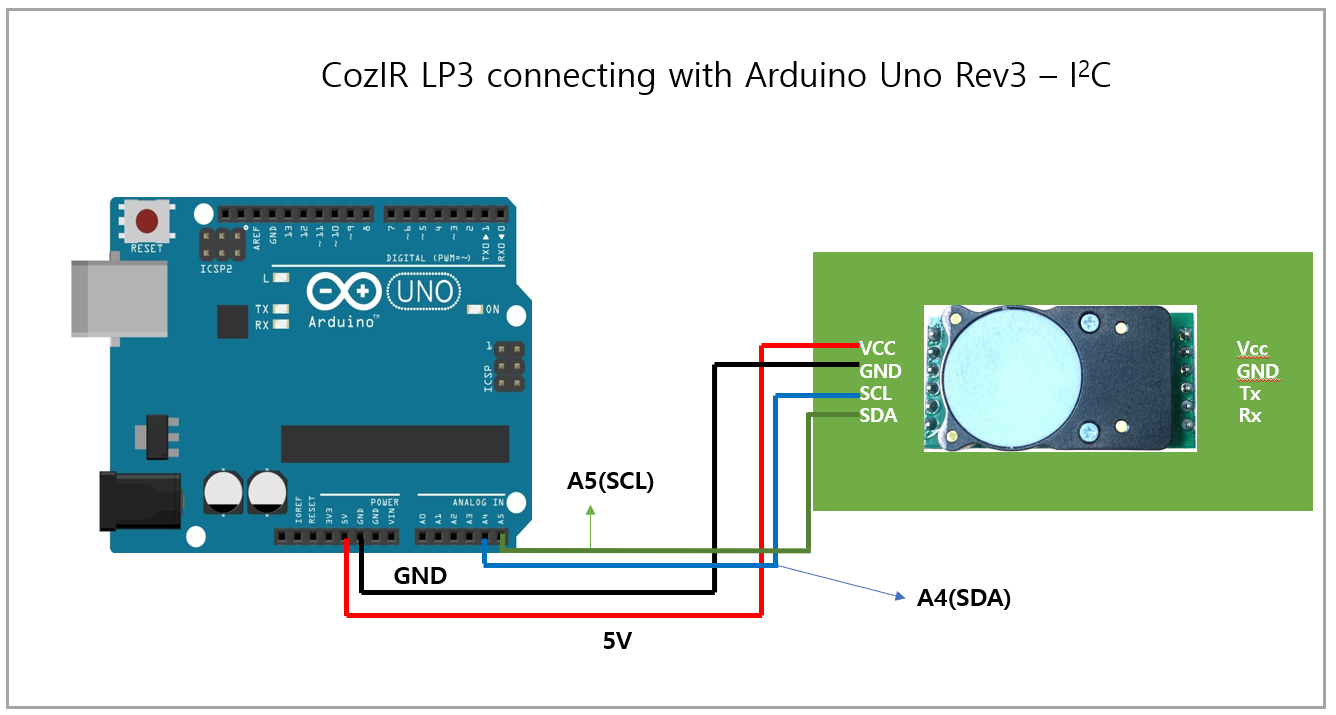 CozIR LP3 connecting with Arduino Uno Rev3 – I²C
RESET
ICSP2
AREF
GND
13
12
~11
~10
~9
8
7
~6
~5
4
~3
2
TX0▶1
RX0◀0
DIGITAL (PWM=~)
L
TX
RX
Arduino™
UNO
ON
1
ICSP
POWER
ANALOG IN
IOREF
RESET
3V3
5V
GND
GND
VIN
A0
A1
A2
A3
A4
A5
VCC
GND
SCL
SDA
Vcc
GND
Tx
Rx
A5(SCL)
GND
A4(SDA)
5V